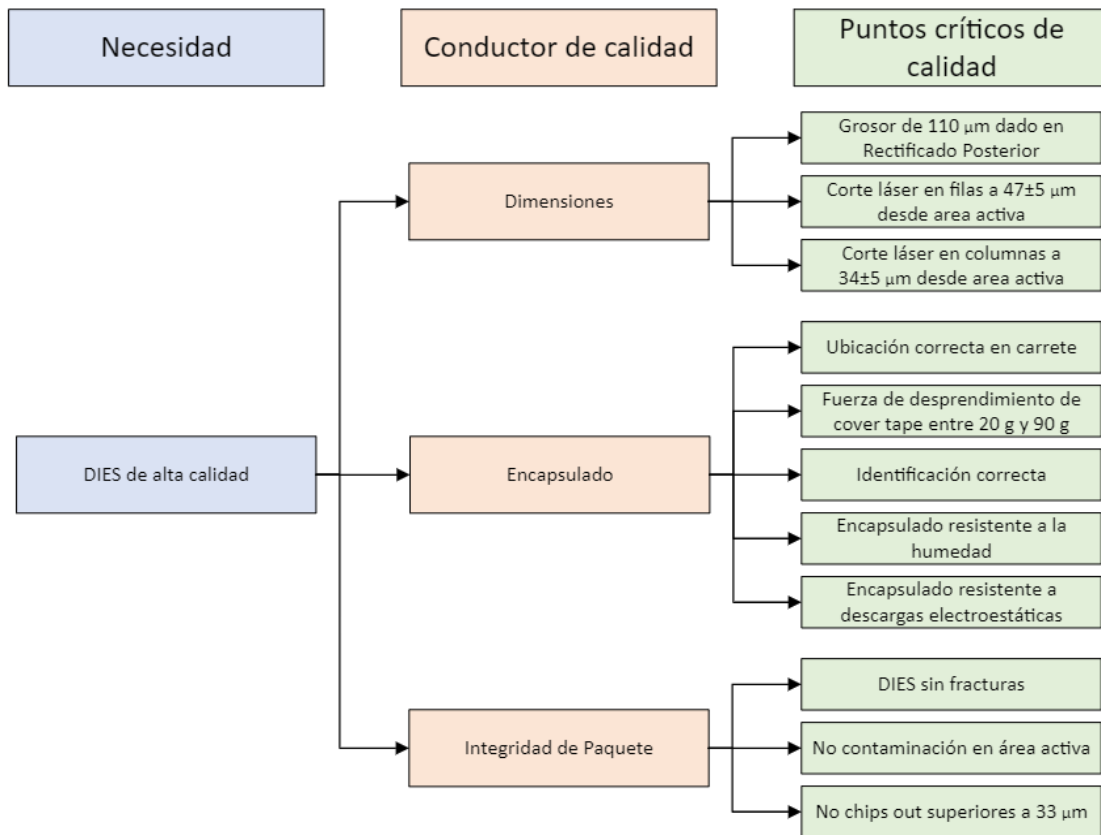 Necesidad
Conductor de calidad
Puntos críticos de
calidad
Grosor de 110 µm dado en
Rectificado Posterior
Dimensiones
Corte láser en filas a 47±5 µm
desde area activa
Corte láser en columnas a
34±5 µm desde area activa
Ubicación correcta en carrete
Fuerza de desprendimiento de
cover tape entre 20 g y 90 g
DIES de alta calidad
Encapsulado
Identificación correcta
Encapsulado resistente a la
humedad
Encapsulado resistente a
descargas electroestáticas
DIES sin fracturas
Integridad de Paquete
No contaminación en área activa
No chips out superiores a 33 µm